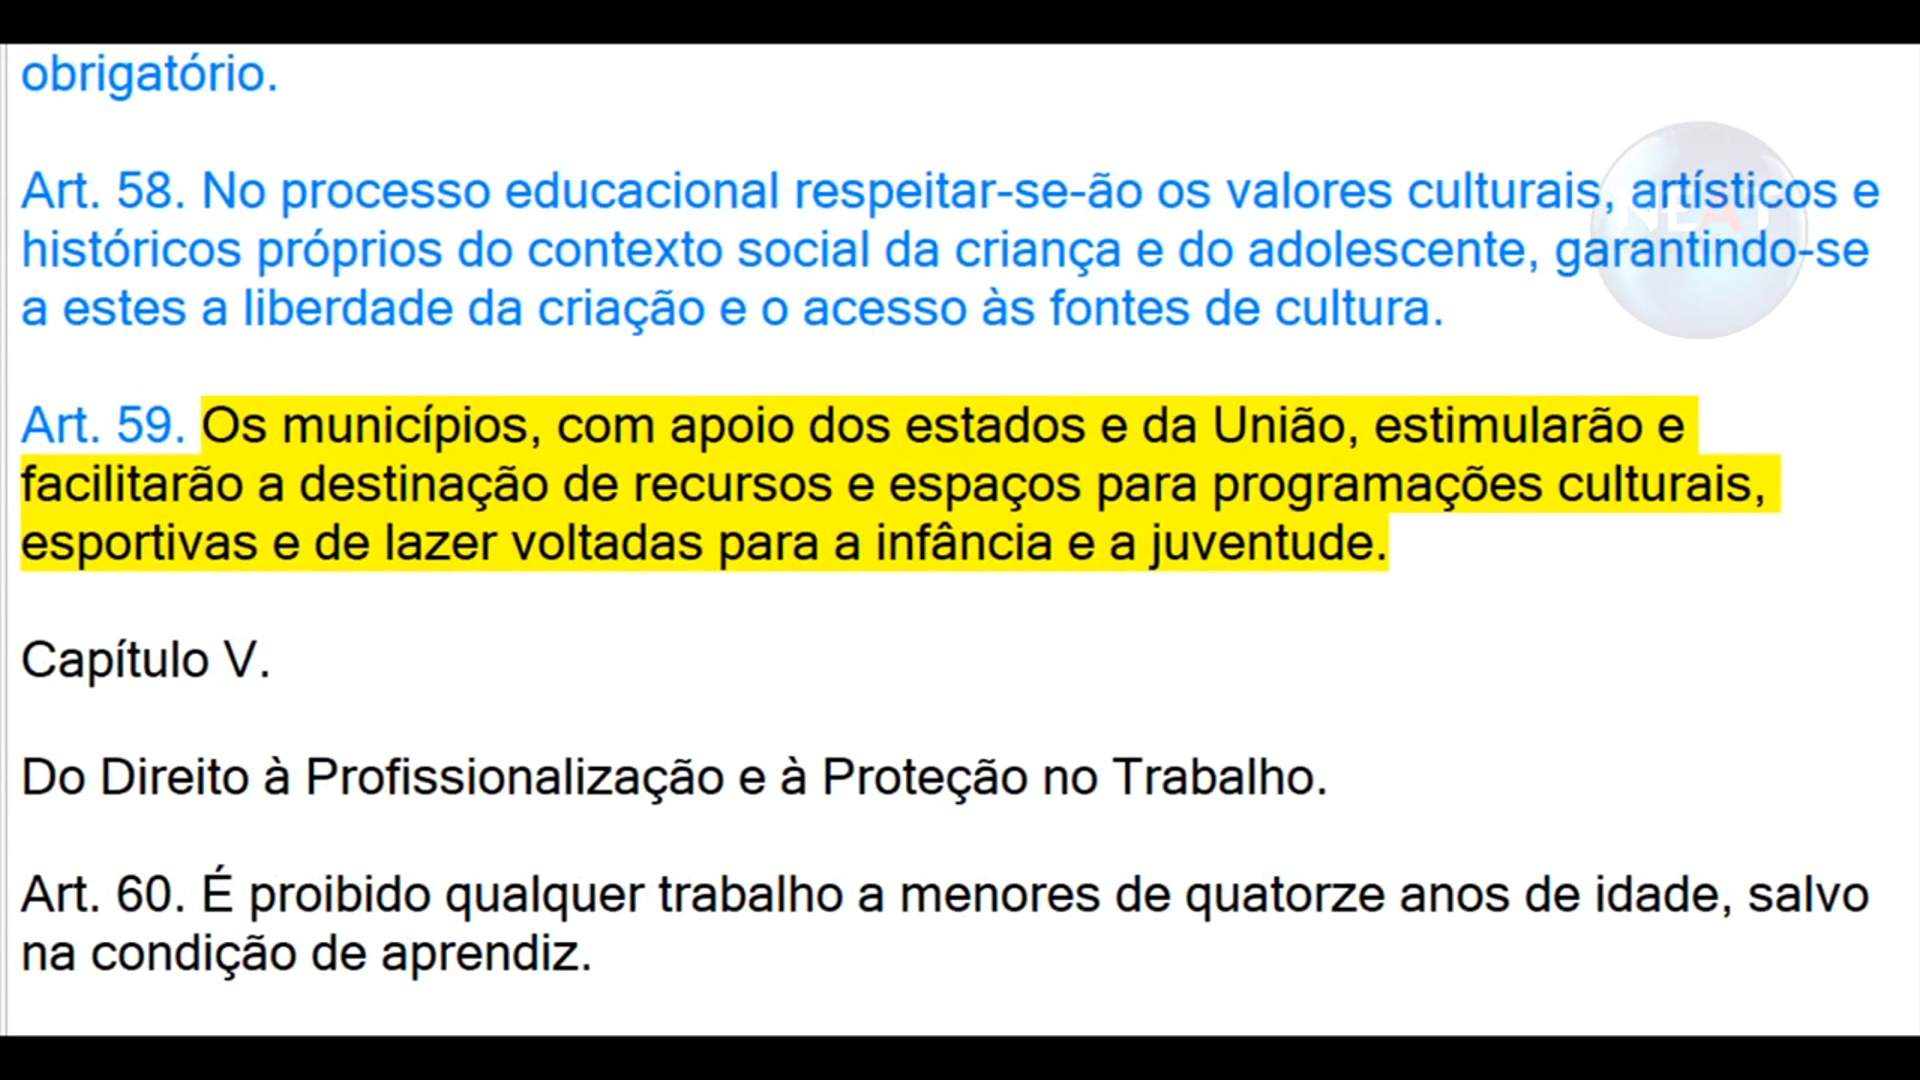 obrigatório.
Art. 58. No processo educacional respeitar-se-ão os valores culturais, artísticos e
históricos próprios do contexto social da criança e do adolescente, garantindo-se
a estes a liberdade da criação e o acesso às fontes de cultura.
Art. 59. Os municípios, com apoio dos estados e da União, estimularão e
facilitarão a destinação de recursos e espaços para programações culturais,
esportivas e de lazer voltadas para a infância e a juventude.
Capítulo V.
Do Direito à Profissionalização e à Proteção no Trabalho.
Art. 60. É proibido qualquer trabalho a menores de quatorze anos de idade, salvo
na condição de aprendiz.